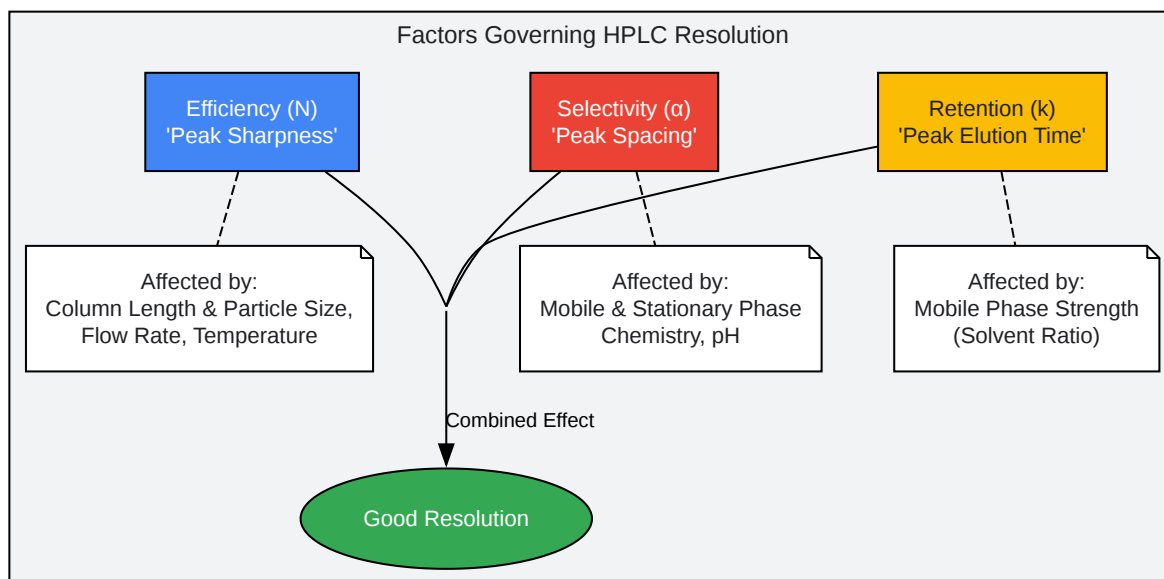 Factors Governing HPLC Resolution
Efficiency (N)
'Peak Sharpness'
Selectivity (α)
'Peak Spacing'
Retention (k)
'Peak Elution Time'
Affected by:
Column Length & Particle Size,
Flow Rate, Temperature
Affected by:
Mobile & Stationary Phase
Chemistry, pH
Affected by:
Mobile Phase Strength
(Solvent Ratio)
Combined Effect
Good Resolution